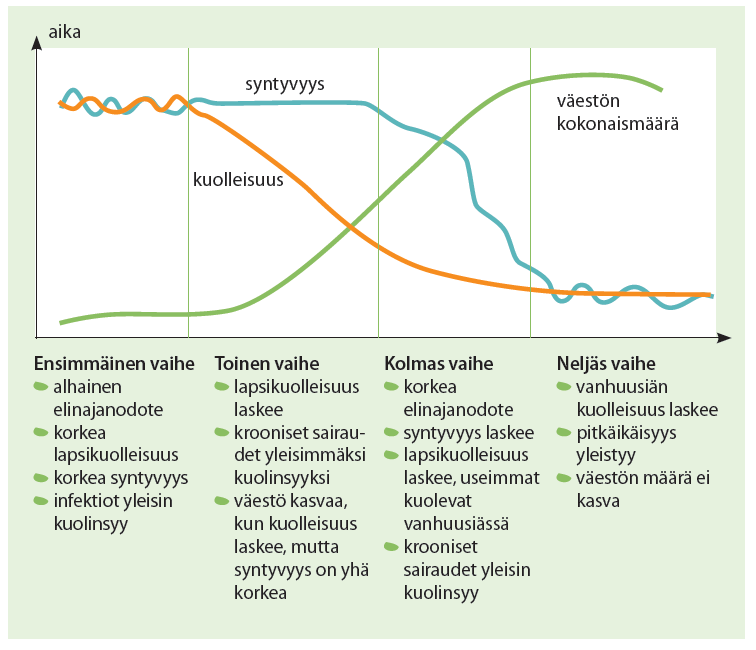 aika
syntyvyys
väestön
kokonaismäärä
kuolleisuus
Ensimmäinen vaihe
alhainen
elinajanodote
korkea
lapsikuolleisuus
korkea syntyvyys
infektiot yleisin
kuolinsyy
Toinen vaihe
lapsikuolleisuus
laskee
krooniset sairau-
det yleisimmäksi
kuolinsyyksi
väestö kasvaa,
kun kuolleisuus
laskee, mutta
syntyvyys on yhä
korkea
Kolmas vaihe
korkea
elinajanodote
syntyvyys laskee
lapsikuolleisuus
laskee, useimmat
kuolevat
vanhuusiässä
krooniset
sairaudet yleisin
kuolinsyy
Neljäs vaihe
vanhuusiän
kuolleisuus laskee
pitkäikäisyys
yleistyy
väestön määrä ei
kasva